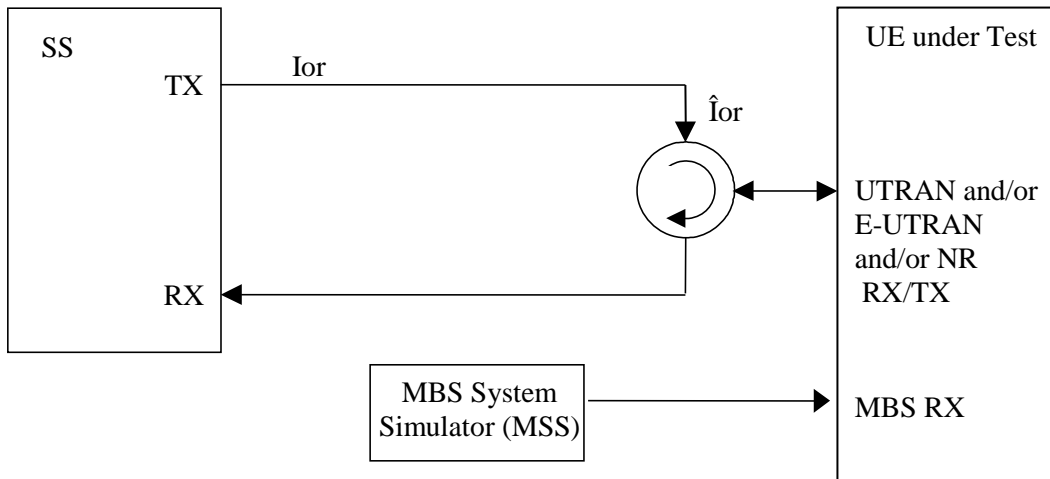 SS
TX
Ior
Îor
RX
UE under Test
UTRAN and/or
E-UTRAN
and/or NR
RX/TX
MBS System
Simulator (MSS)
MBS RX